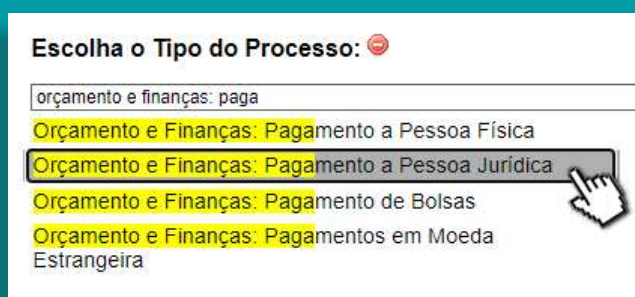 Escolha o Tipo do Processo:
orçamento e finanças: paga
Orçamento e Finanças: Pagamento a Pessoa Física
Orçamento e Finanças: Pagamento a Pessoa Jurídica
Orçamento e Finanças: Pagamento de Bolsas
Orçamento e Finanças: Pagamentos em Moeda
Estrangeira